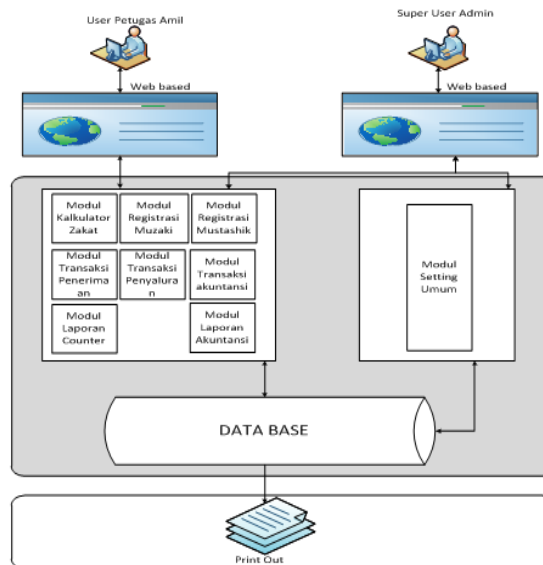 User Petugas Amil
Super User Admin
Web based
Web based
Modul
Kalkulator
Zakat
Modul
Registrasi
Muzaki
Modul
Registrasi
Mustashik
Modul
Transaksi
Peneriman
an
Modul
Transaksi
Penyalura
n
Modul
Transaksi
akuntansi
Modul
Laporan
Counter
Modul
Laporan
Akuntansi
Modul
Setting
Umum
DATA BASE
Print Out